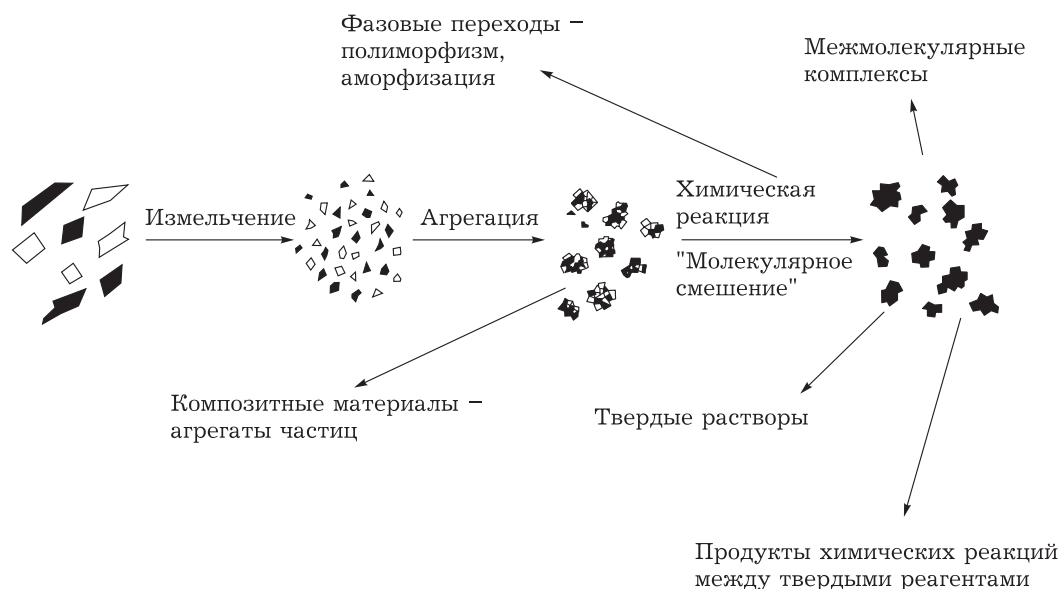 Фазовые переходы –
полиморфизм,
аморфизация
Межмолекулярные
комплексы
Измельчение
Агрегация
Химическая
реакция
"Молекулярное
смешение"
Композитные материалы –
агрегаты частиц
Твердые растворы
Продукты химических реакций
между твердыми реагентами